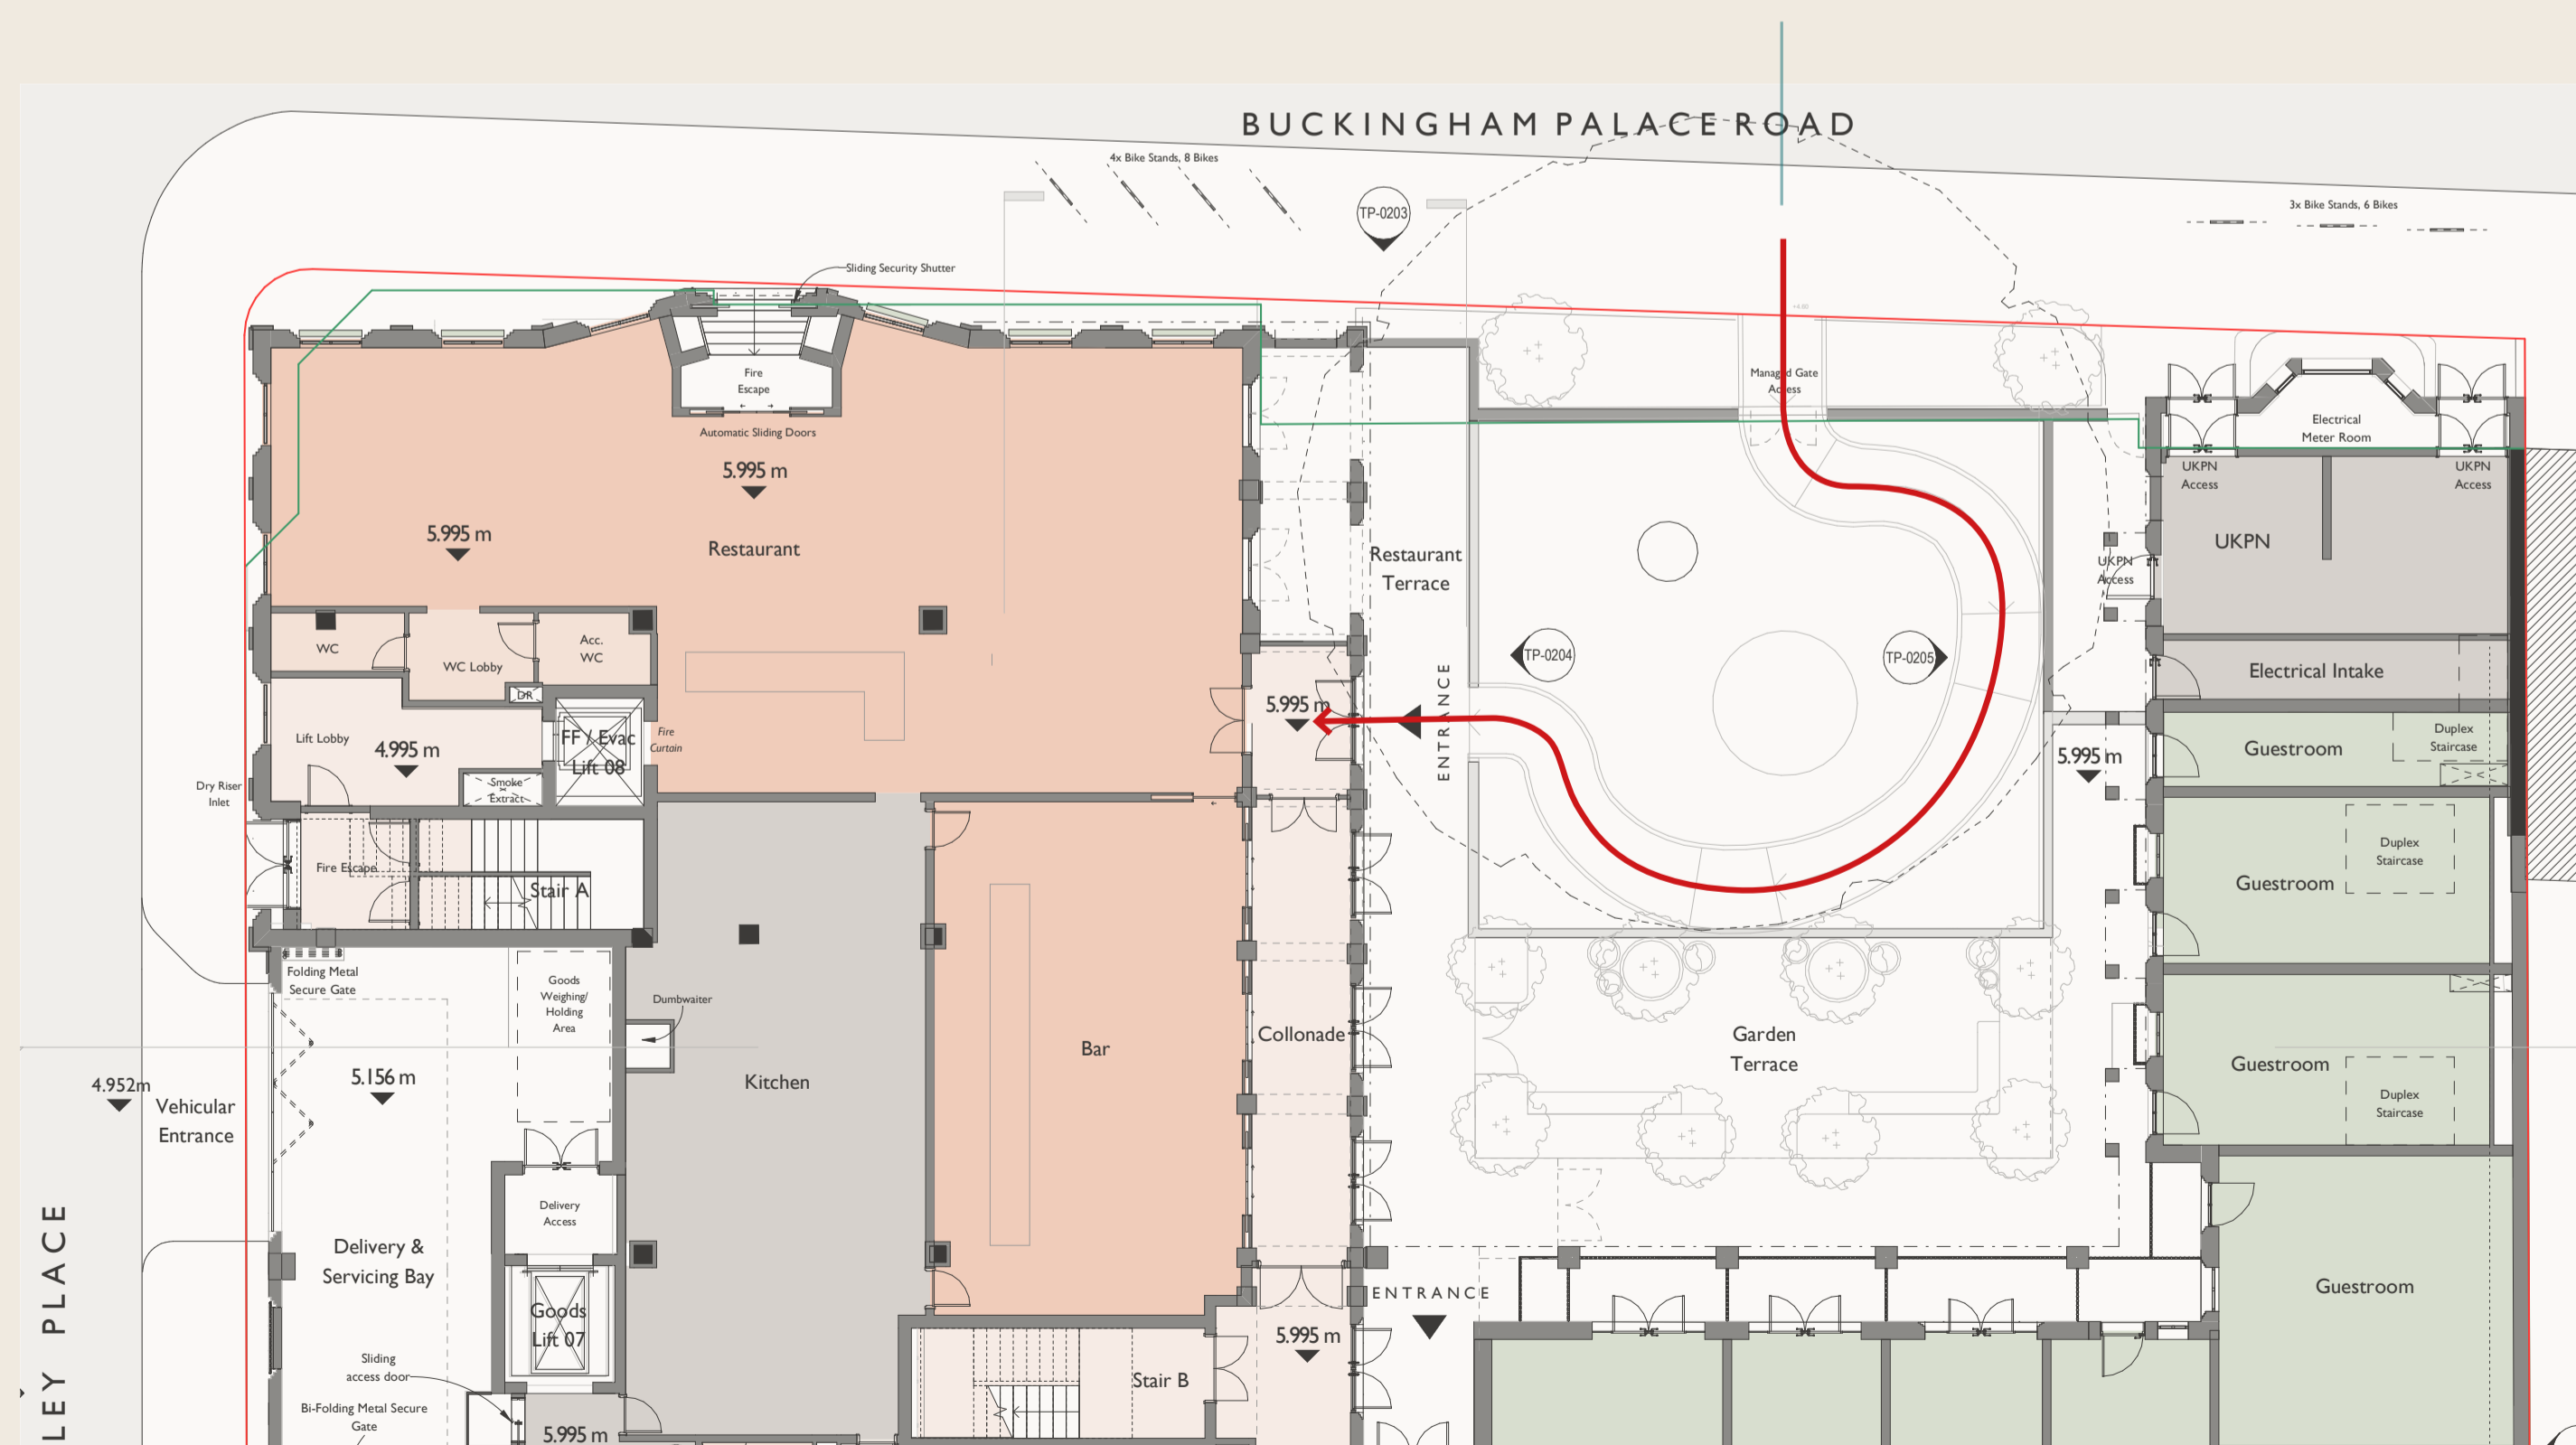 BUCKINGHAM PALACE ROAD
4x Bike Stands, 8 Bikes
TP-0203
3x Bike Stands, 6 Bikes
Sliding Security Shutter
+4.80
Fire
Escape
Managed Gate
Access
Automatic Sliding Doors
Electrical
Meter Room
5.995 m
UKPN
Access
UKPN
Access
5.995 m
Restaurant
Restaurant
Terrace
UKPN
UKPN
Access
WC
WC Lobby
Acc.
WC
TP-0204
TP-0205
Electrical Intake
DR
Lift Lobby
4.995 m
FF / Evac
Lift 08
Fire
Curtain
5.995 m
ENTRANCE
Guestroom
Duplex
Staircase
5.995 m
Dry Riser
Inlet
Smoke
Extract
Fire Escape
Stair A
Guestroom
Duplex
Staircase
Folding Metal
Secure Gate
Goods
Weighing/
Holding
Area
Dumbwaiter
Bar
Collonade
Garden
Terrace
Guestroom
Duplex
Staircase
4.952m
5.156 m
Kitchen
Vehicular
Entrance
Delivery
Access
Delivery &
Servicing Bay
LEY PLACE
Goods
Lift 07
ENTRANCE
Guestroom
5.995 m
Sliding
access door
Stair B
Bi-Folding Metal Secure
Gate
5.995 m